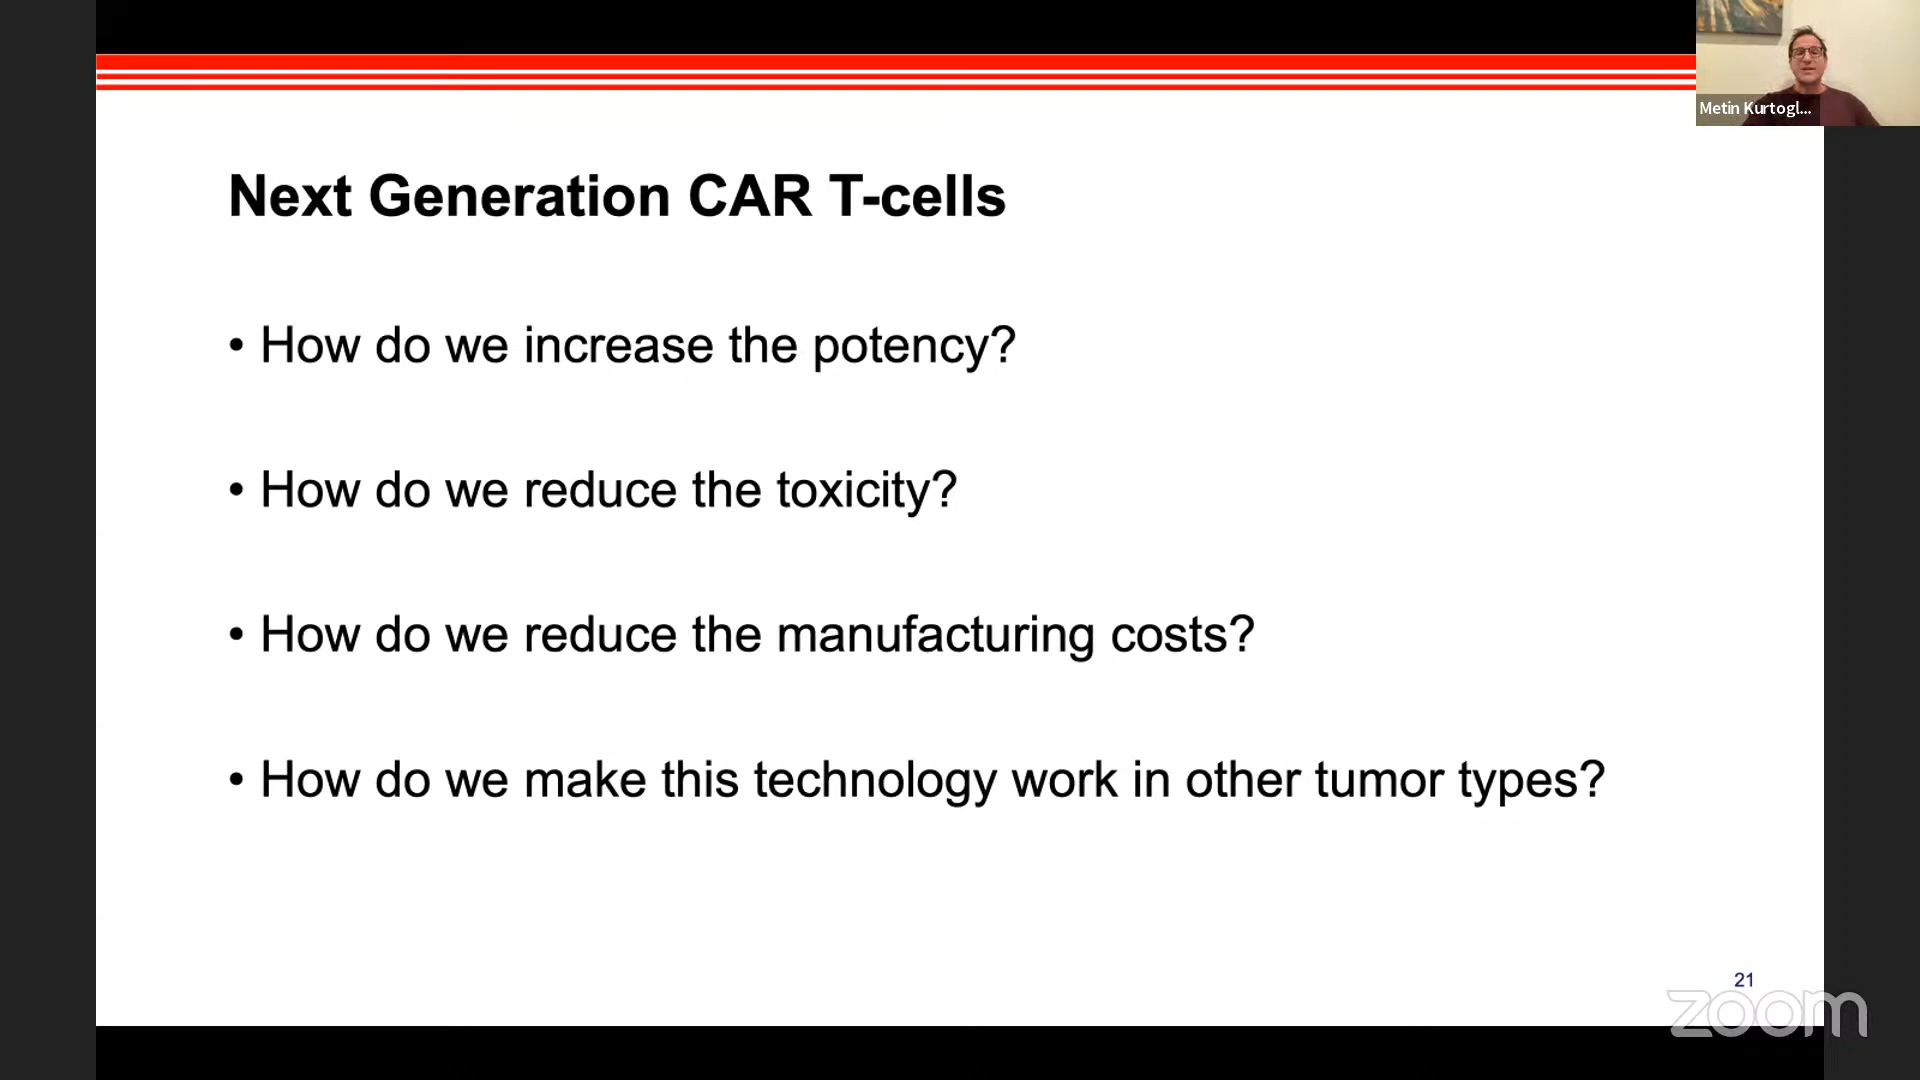 Metin Kurtogl...
Next Generation CAR T-cells
• How do we increase the potency?
• How do we reduce the toxicity?
• How do we reduce the manufacturing costs?
• How do we make this technology work in other tumor types?
21
zoom